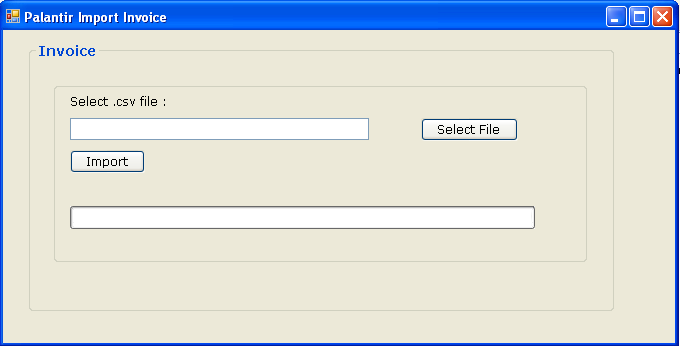 Palantir Import Invoice
Invoice
Select .csv file :
Select File
Import